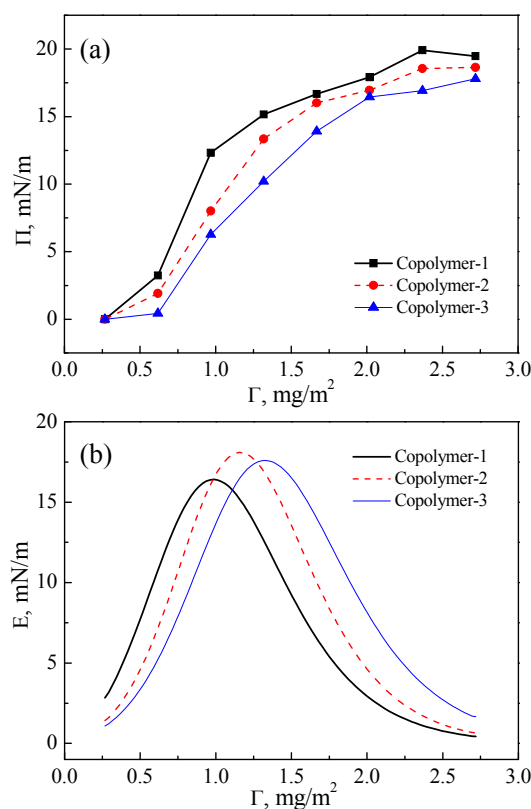 (a)
20
15
10
5
0
Π, mN/m
Copolymer-1
Copolymer-2
Copolymer-3
0.0 0.5 1.0 1.5 2.0 2.5 3.0
Γ, mg/m²
(b)
20
15
10
5
0
E, mN/m
Copolymer-1
Copolymer-2
Copolymer-3
0.0 0.5 1.0 1.5 2.0 2.5 3.0
Γ, mg/m²